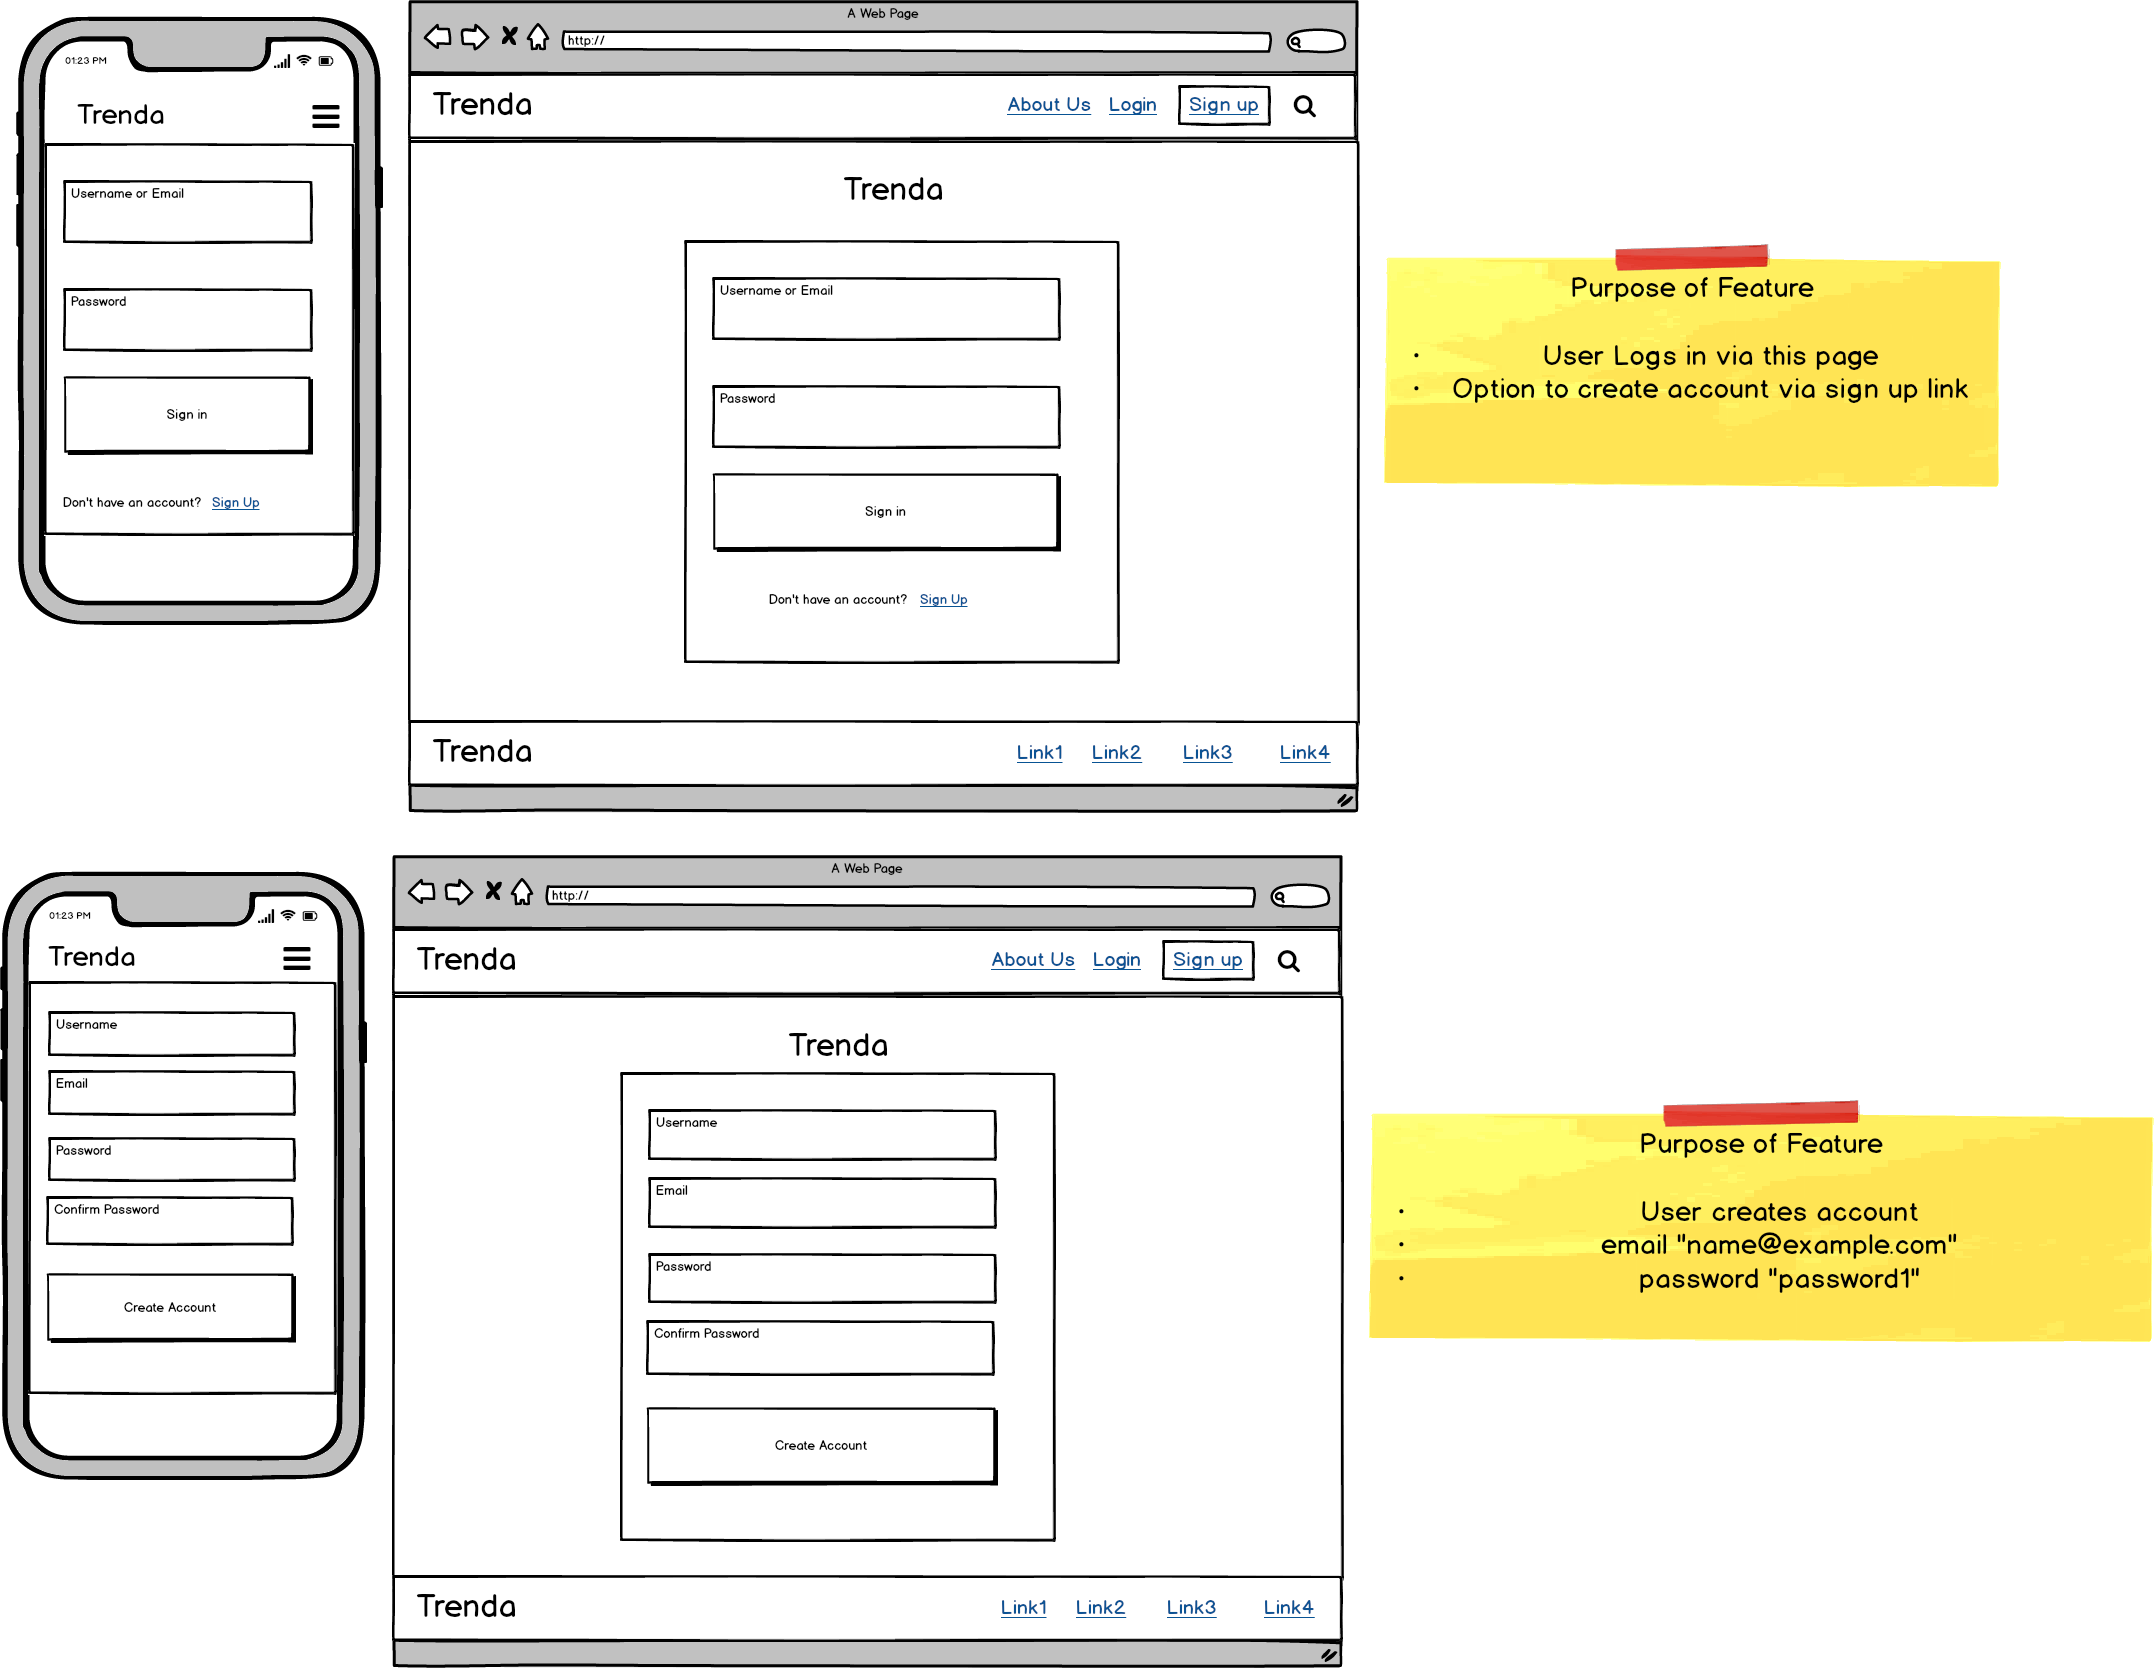 01:23 PM
Trenda
Username or Email
Password
Sign in
Don't have an account? Sign Up
A Web Page
http://
Trenda About Us Login Sign up
Trenda
Username or Email
Password
Sign in
Don't have an account? Sign Up
Trenda Link1 Link2 Link3 Link4
Purpose of Feature
• User Logs in via this page
• Option to create account via sign up link
01:23 PM
Trenda
Username
Email
Password
Confirm Password
Create Account
A Web Page
http://
Trenda About Us Login Sign up
Trenda
Username
Email
Password
Confirm Password
Create Account
Trenda Link1 Link2 Link3 Link4
Purpose of Feature
• User creates account
• email "name@example.com"
• password "password1"